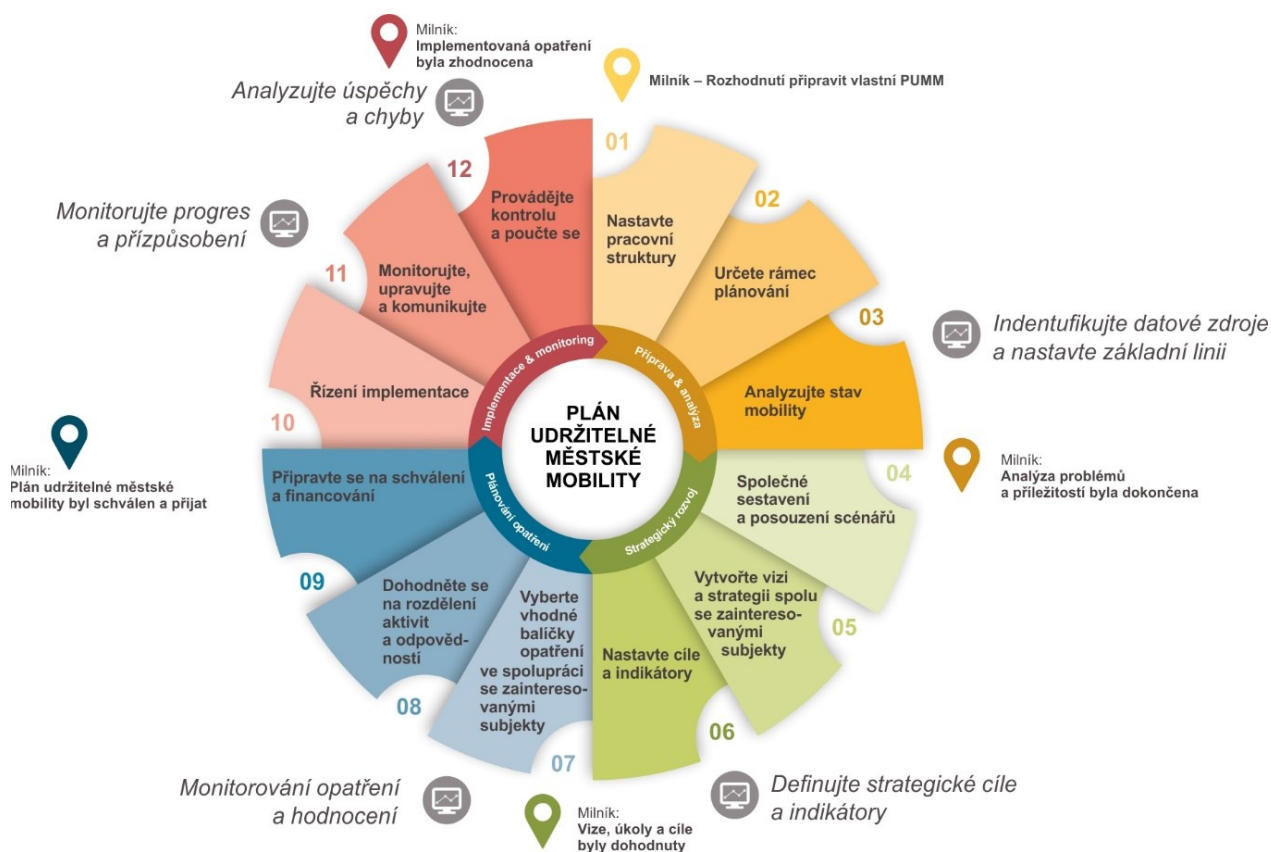 Milník:
Implementovaná opatření
byla zhodnocena
Milník – Rozhodnutí připravit vlastní PUMM
Analyzujte úspěchy
a chyby
01
Nastavte
pracovní
struktury
02
Určete rámec
plánování
03
Analyzujte stav
mobility
Indentufikujte datové zdroje
a nastavte základní linii
Milník:
Analýza problémů
a příležitostí byla dokončena
04
Společné
sestavení
a posouzení scénářů
05
Vytvořte vizi
a strategii spolu
se zaintereso-
vanými
subjekty
06
Nastavte cíle
a indikátory
Definujte strategické cíle
a indikátory
Milník:
Vize, úkoly a cíle
byly dohodnuty
07
Vyberte
vhodné
balíčky
opatření
ve spolupráci
se zaintereso-
vanými
subjekty
Monitorování opatření
a hodnocení
08
Dohodněte se
na rozdělení
aktivit
a odpověd-
ností
09
Připravte se na schválení
a financování
Milník:
Plán udržitelné městské
mobility byl schválen a přijat
10
Řízení implementace
11
Monitorujte,
upravujte
a komunikujte
Monitorujte progres
a přízpůsobení
12
Provádějte
kontrolu
a poučte se
Implementace & monitoring
Příprava & analýza
Strategický rozvoj
Plánování opatření
PLÁN
UDRŽITELNÉ
MĚSTSKÉ
MOBILITY